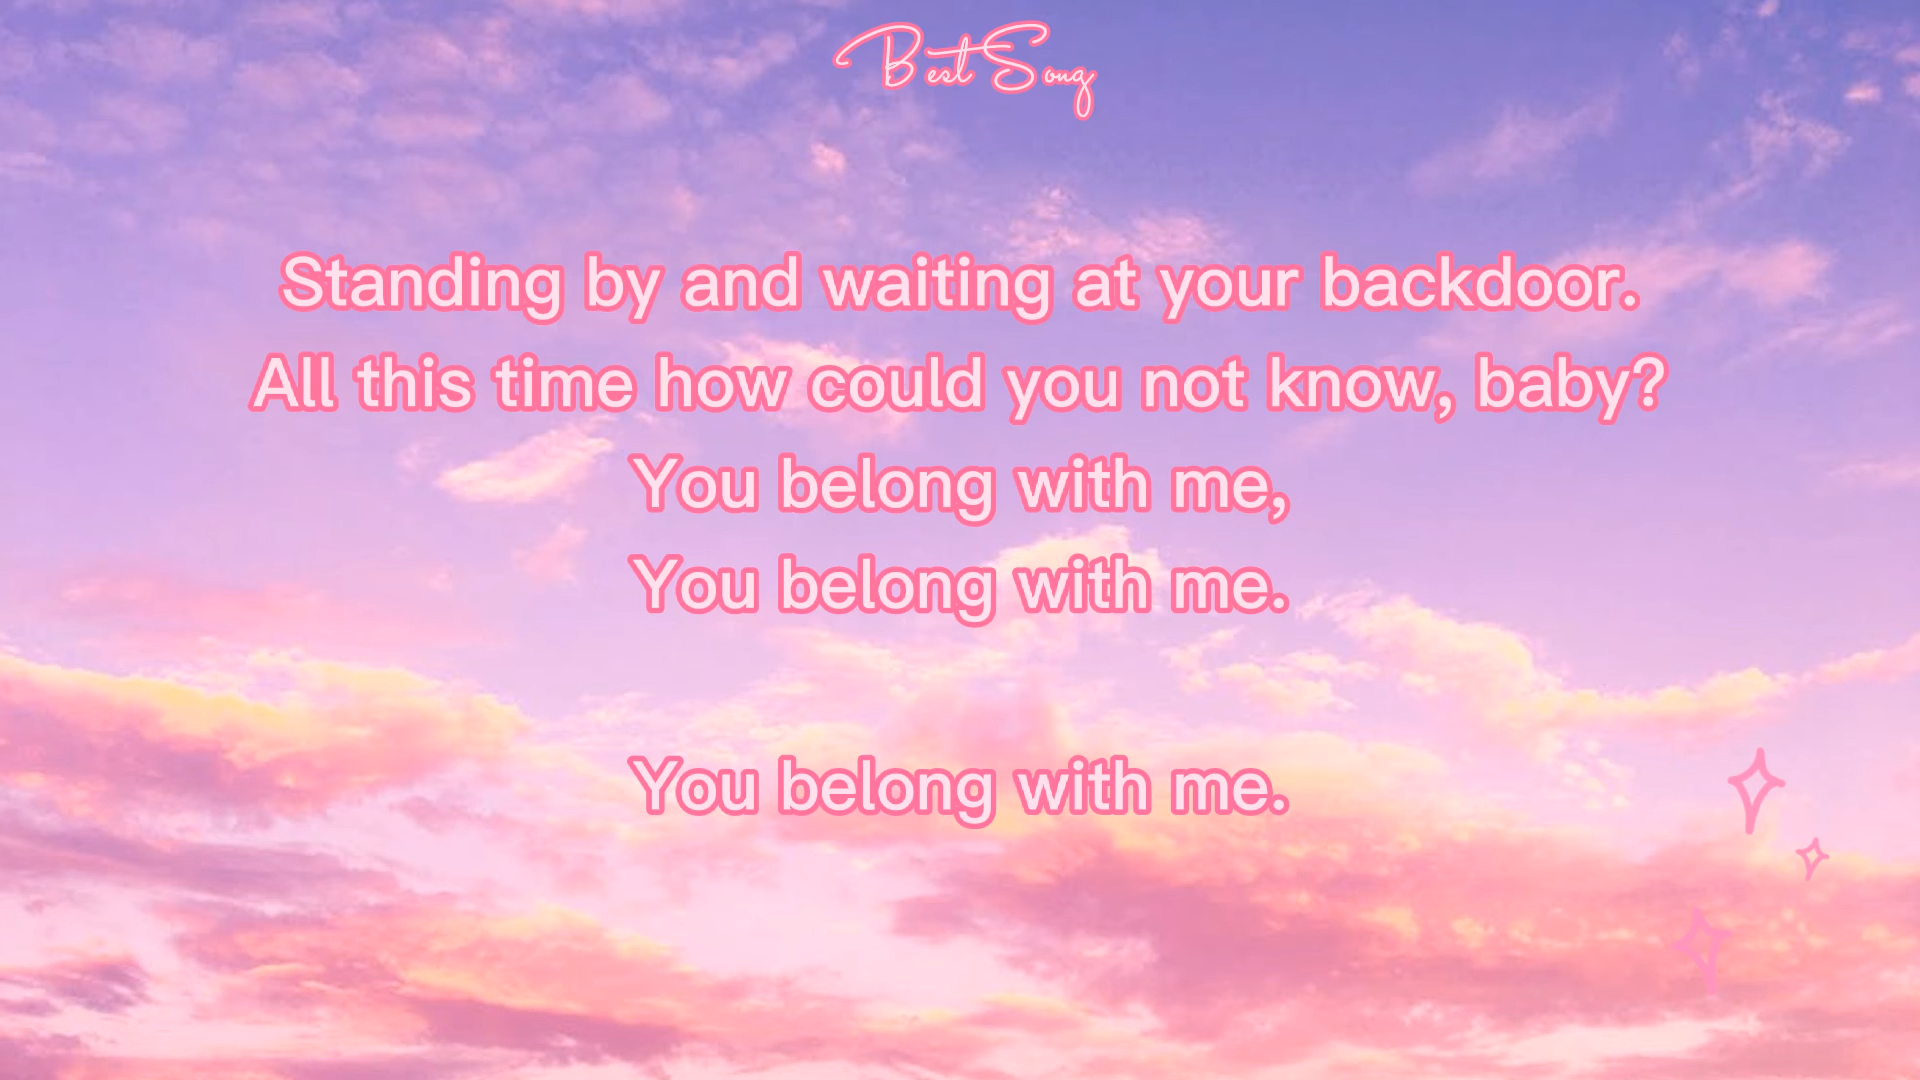 Best Song
Standing by and waiting at your backdoor.
All this time how could you not know, baby?
You belong with me,
You belong with me.
You belong with me.